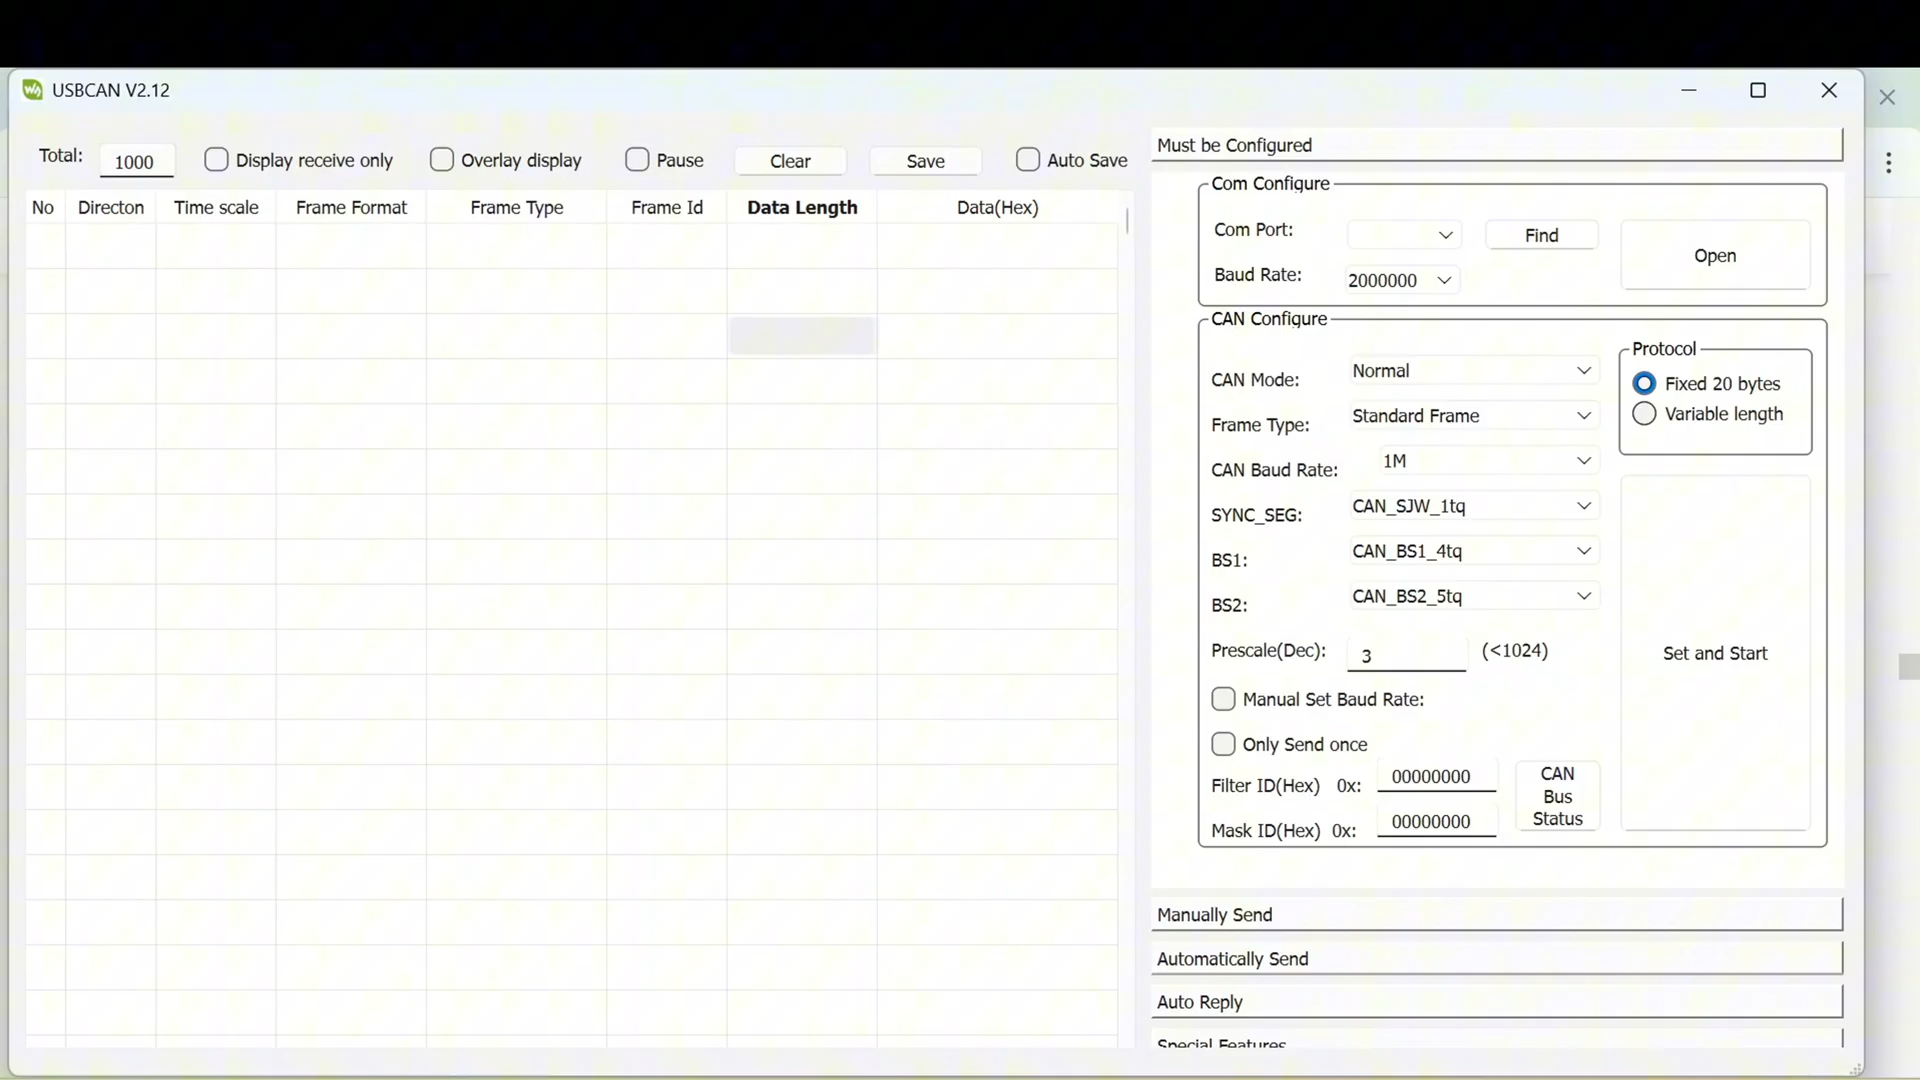 USBCAN V2.12
Total: 1000 Display receive only Overlay display Pause Clear Save Auto Save
No Directon Time scale Frame Format Frame Type Frame Id Data Length Data(Hex)
Must be Configured
Com Configure
Com Port: Find Open
Baud Rate: 2000000
CAN Configure
CAN Mode: Normal
Frame Type: Standard Frame
CAN Baud Rate: 1M
SYNC_SEG: CAN_SJW_1tq
BS1: CAN_BS1_4tq
BS2: CAN_BS2_5tq
Prescale(Dec): 3 (<1024)
Manual Set Baud Rate:
Only Send once
Filter ID(Hex) 0x: 00000000
Mask ID(Hex) 0x: 00000000
CAN
Bus
Status
Protocol
Fixed 20 bytes
Variable length
Set and Start
Manually Send
Automatically Send
Auto Reply
Special Features